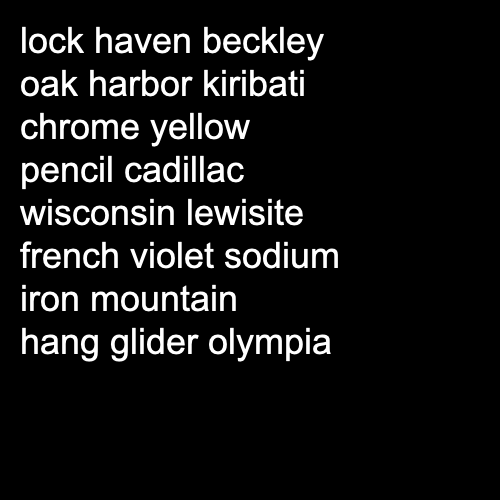 lock haven beckley
oak harbor kiribati
chrome yellow
pencil cadillac
wisconsin lewisite
french violet sodium
iron mountain
hang glider olympia